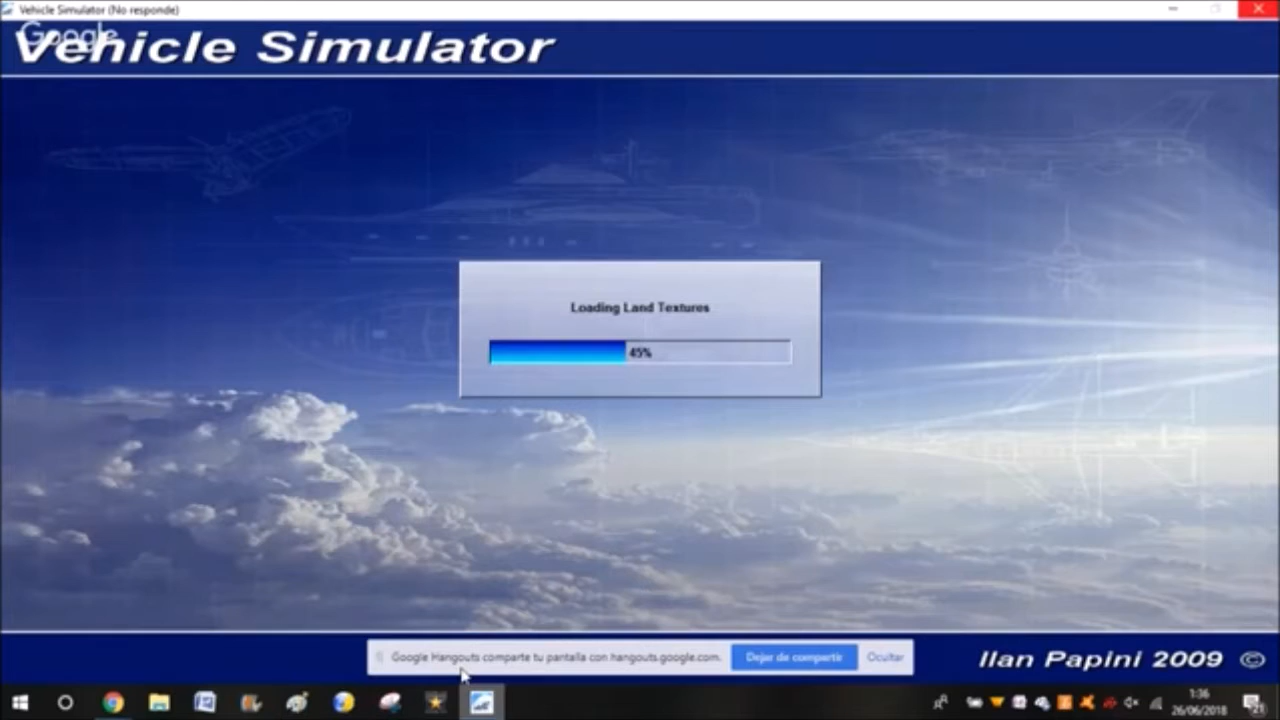 Vehicle Simulator (No responde)
Google
Vehicle Simulator
Loading Land Textures
45%
Google Hangouts comparte tu pantalla con hangouts.google.com.
Dejar de compartir
Ocultar
Ilan Papini 2009 ©
1:36
26/06/2018
21